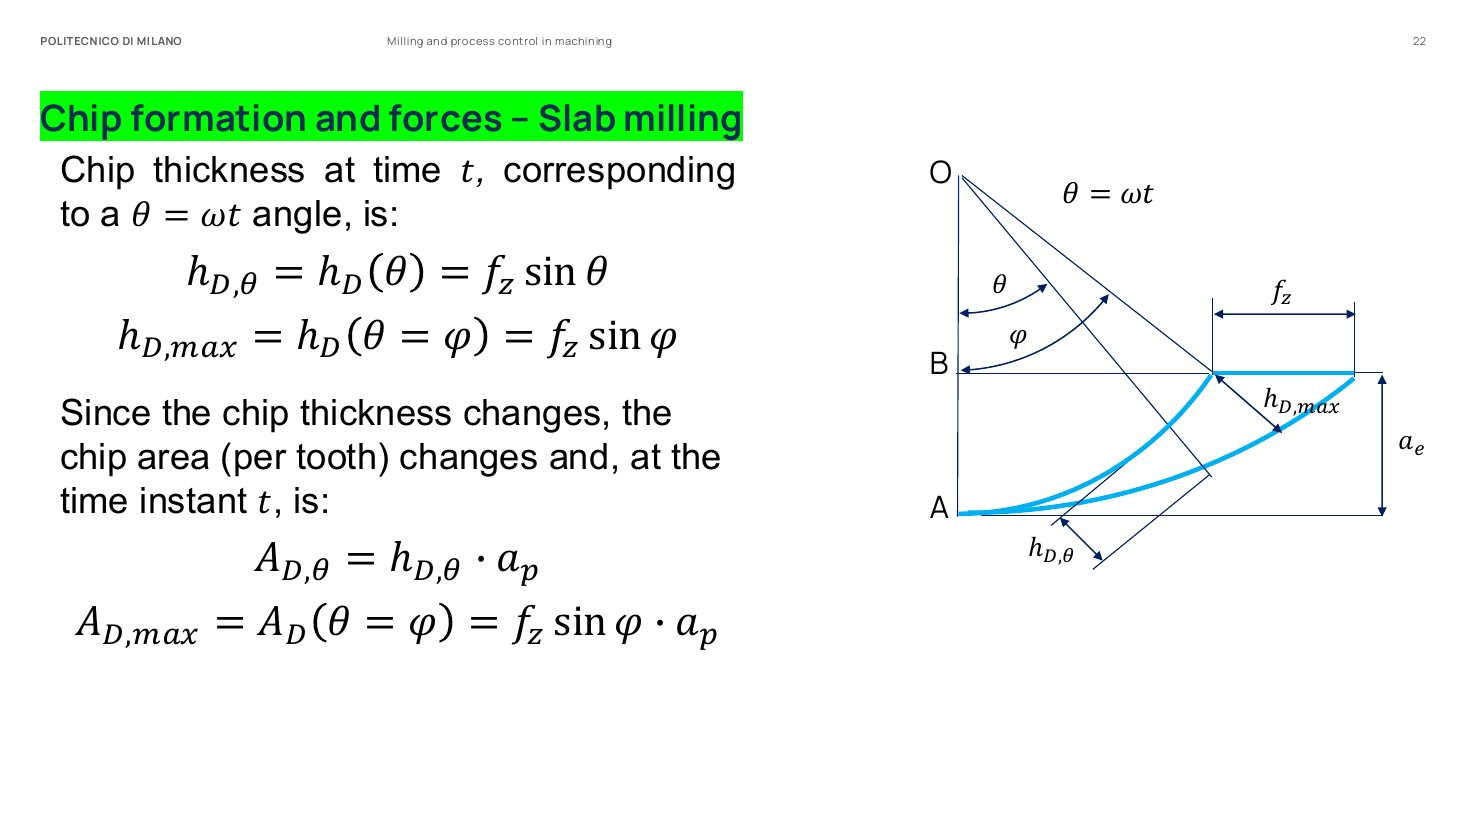 POLITECNICO DI MILANO
Milling and process control in machining
22
Chip formation and forces – Slab milling
Chip thickness at time t, corresponding
to a θ = ωt angle, is:
h_{D,θ} = h_D(θ) = f_z sin θ
h_{D,max} = h_D(θ = φ) = f_z sin φ
Since the chip thickness changes, the
chip area (per tooth) changes and, at the
time instant t, is:
A_{D,θ} = h_{D,θ} · a_p
A_{D,max} = A_D(θ = φ) = f_z sin φ · a_p
O
θ = ωt
θ
f_z
φ
B
h_{D,max}
a_e
A
h_{D,θ}